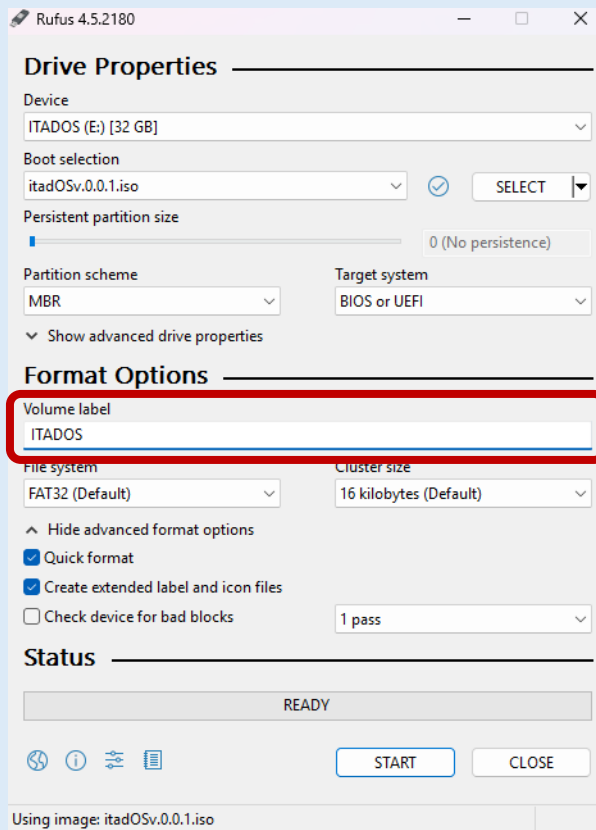 Rufus 4.5.2180
Drive Properties
Device
ITADOS (E:) [32 GB]
Boot selection
itadOSv.0.0.1.iso
SELECT
Persistent partition size
0 (No persistence)
Partition scheme
Target system
MBR
BIOS or UEFI
Show advanced drive properties
Format Options
Volume label
ITADOS
File system
Cluster size
FAT32 (Default)
16 kilobytes (Default)
Hide advanced format options
Quick format
Create extended label and icon files
Check device for bad blocks
1 pass
Status
READY
START
CLOSE
Using image: itadOSv.0.0.1.iso